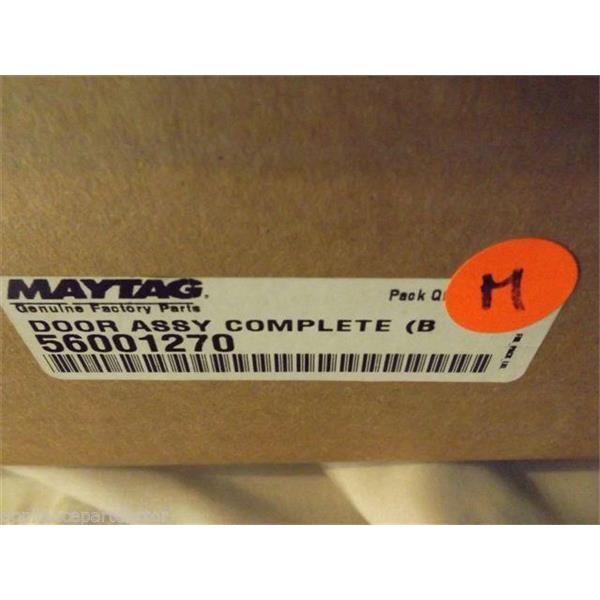 MAYTAG.
Genuine Factory Parts
Pack Q
M
DOOR ASSY COMPLETE (B
56001270